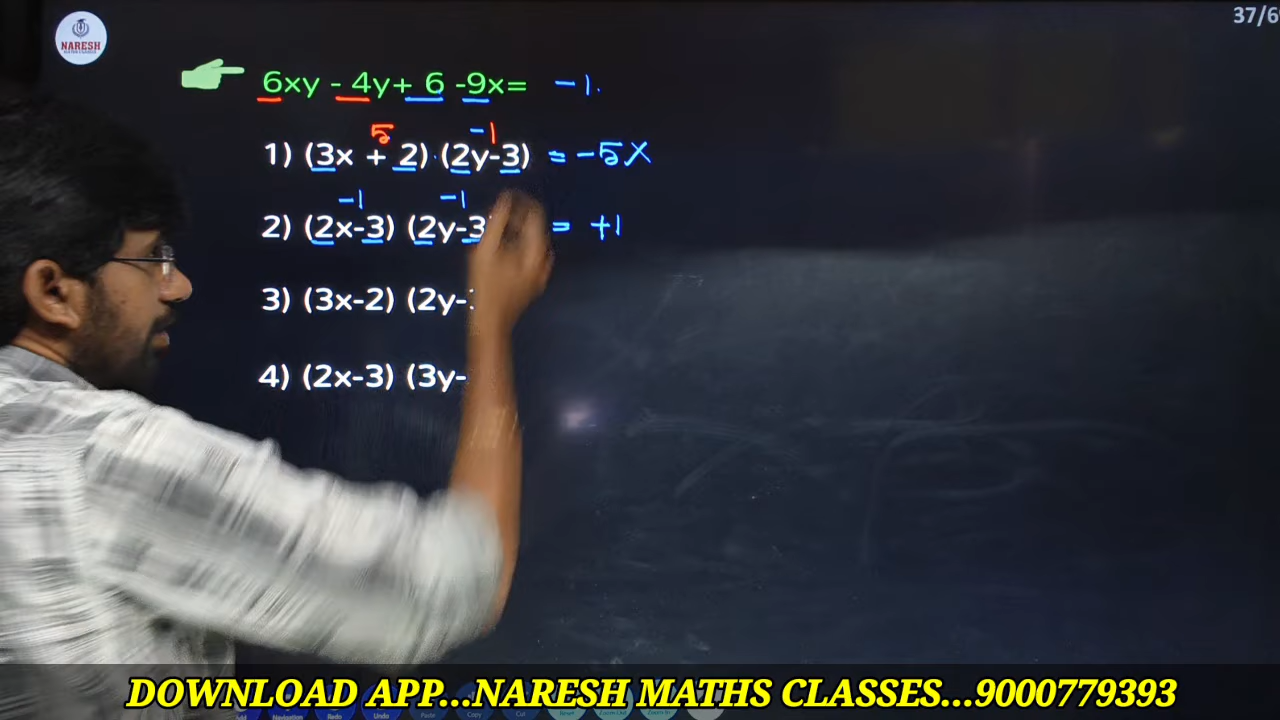 37/6
NARESH
6xy - 4y+ 6 -9x= -1.
5 -1
1) (3x + 2) . (2y-3) = -5 X
-1 -1
2) (2x-3) (2y-3 = +1
3) (3x-2) (2y-
4) (2x-3) (3y-
DOWNLOAD APP...NARESH MATHS CLASSES...9000779393